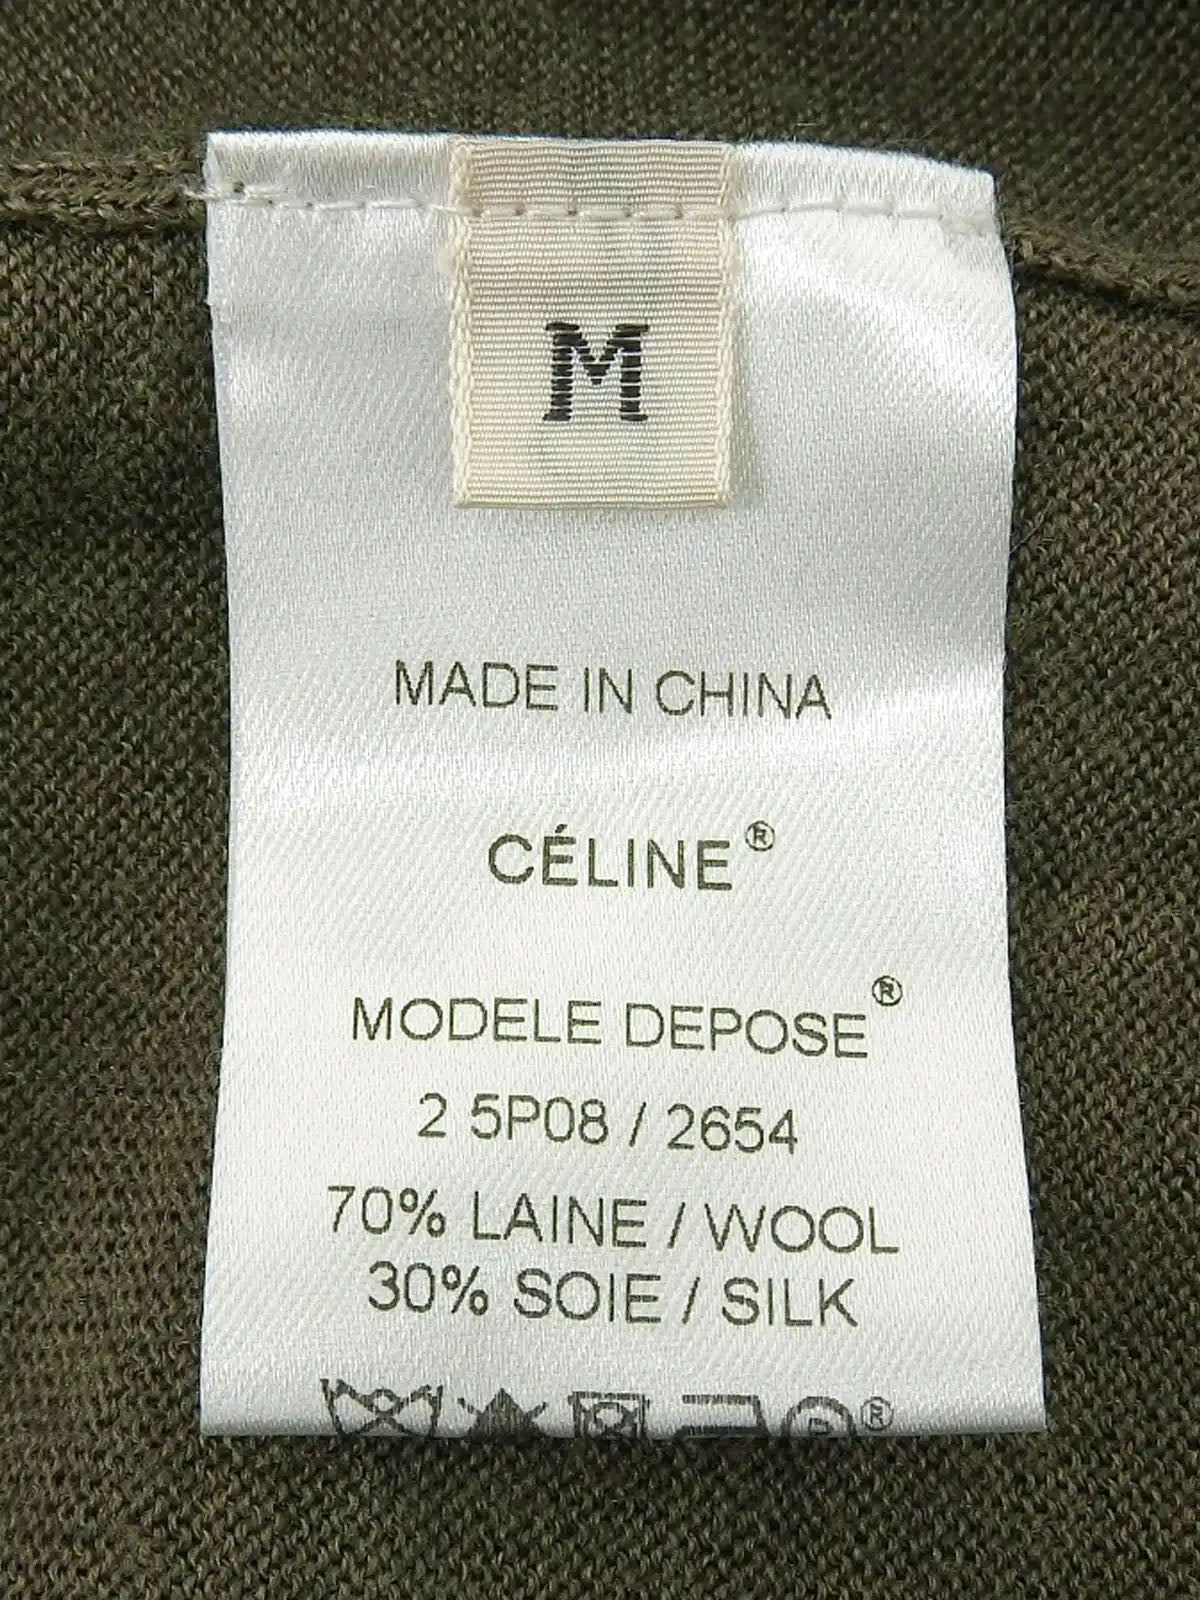 M
MADE IN CHINA
CÉLINE®
MODELE DEPOSE®
2 5P08 / 2654
70% LAINE / WOOL
30% SOIE / SILK
®